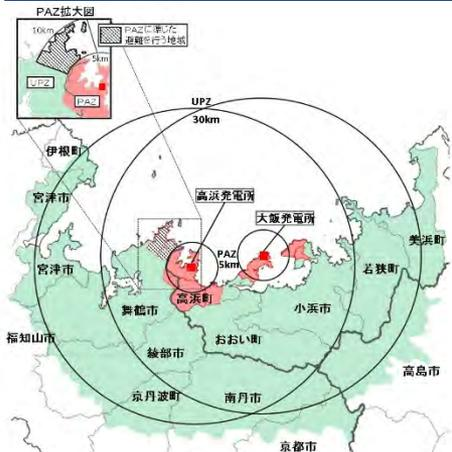 PAZ拡大図
10km
5km
UPZ
PAZ
PAZに準じた
避難を行う地域
UPZ
30km
伊根町
宮津市
高浜発電所
大飯発電所
美浜町
PAZ
5km
宮津市
若狭町
高浜町
舞鶴市
小浜市
福知山市
おおい町
綾部市
高島市
京丹波町
南丹市
京都市